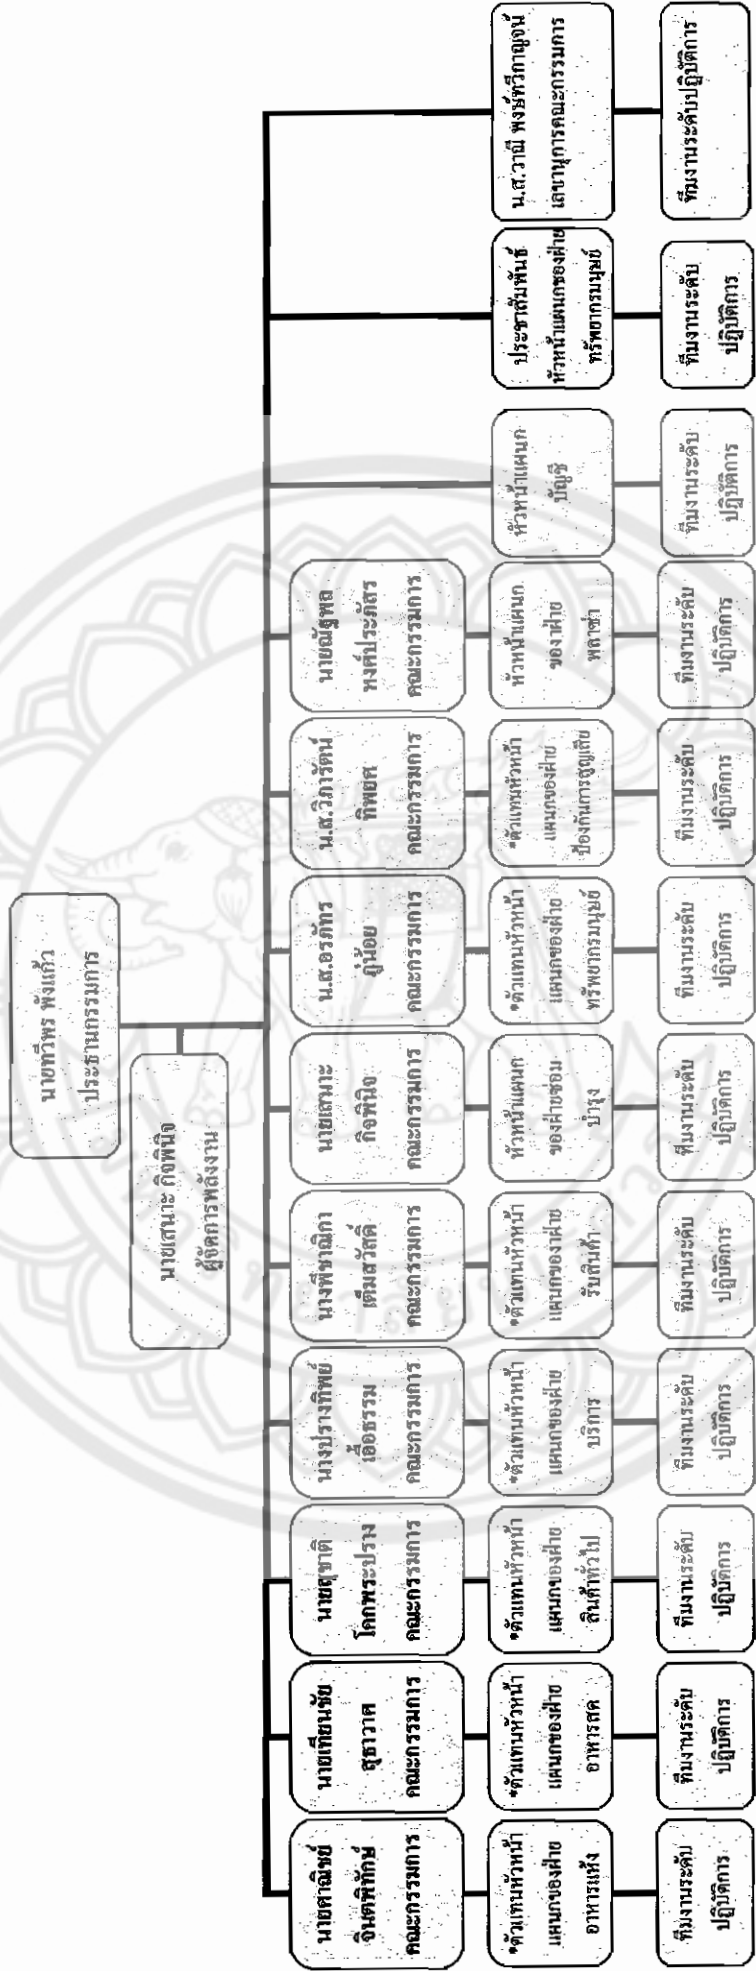 นายทวีพร พังแก้ว
ประธานกรรมการ
นายเสนาะ กิจพินิจ
ผู้จัดการพลังงาน
นายศาณิชย์
จินตพิทักษ์
คณะกรรมการ
*ตัวแทนหัวหน้า
แผนกของฝ่าย
อาหารแห้ง
ทีมงานระดับ
ปฏิบัติการ
นายเทียนชัย
สุธาวาศ
คณะกรรมการ
*ตัวแทนหัวหน้า
แผนกของฝ่าย
อาหารสด
ทีมงานระดับ
ปฏิบัติการ
นายสุชาติ
โคกพระปราง
คณะกรรมการ
*ตัวแทนหัวหน้า
แผนกของฝ่าย
สินค้าทั่วไป
ทีมงานระดับ
ปฏิบัติการ
นางปรางทิพย์
เอื้อธรรม
คณะกรรมการ
*ตัวแทนหัวหน้า
แผนกของฝ่าย
บริการ
ทีมงานระดับ
ปฏิบัติการ
นางพิชาณิกา
เต็มสวัสดิ์
คณะกรรมการ
*ตัวแทนหัวหน้า
แผนกของฝ่าย
รับสินค้า
ทีมงานระดับ
ปฏิบัติการ
นายเสนาะ
กิจพินิจ
คณะกรรมการ
หัวหน้าแผนก
ของฝ่ายซ่อม
บำรุง
ทีมงานระดับ
ปฏิบัติการ
น.ส.อรภัทร
ภู่น้อย
คณะกรรมการ
*ตัวแทนหัวหน้า
แผนกของฝ่าย
ทรัพยากรมนุษย์
ทีมงานระดับ
ปฏิบัติการ
น.ส.วิภารัตน์
ทิพยศ
คณะกรรมการ
*ตัวแทนหัวหน้า
แผนกของฝ่าย
ป้องกันการสูญเสีย
ทีมงานระดับ
ปฏิบัติการ
นายณัฐพล
หงศ์ประภัสร
คณะกรรมการ
หัวหน้าแผนก
ของฝ่าย
พลาซ่า
ทีมงานระดับ
ปฏิบัติการ
หัวหน้าแผนก
บัญชี
ทีมงานระดับ
ปฏิบัติการ
ประชาสัมพันธ์
หัวหน้าแผนกของฝ่าย
ทรัพยากรมนุษย์
ทีมงานระดับ
ปฏิบัติการ
น.ส.วาณี พงษ์ทวีกาญจน์
เลขานุการคณะกรรมการ
ทีมงานระดับปฏิบัติการ